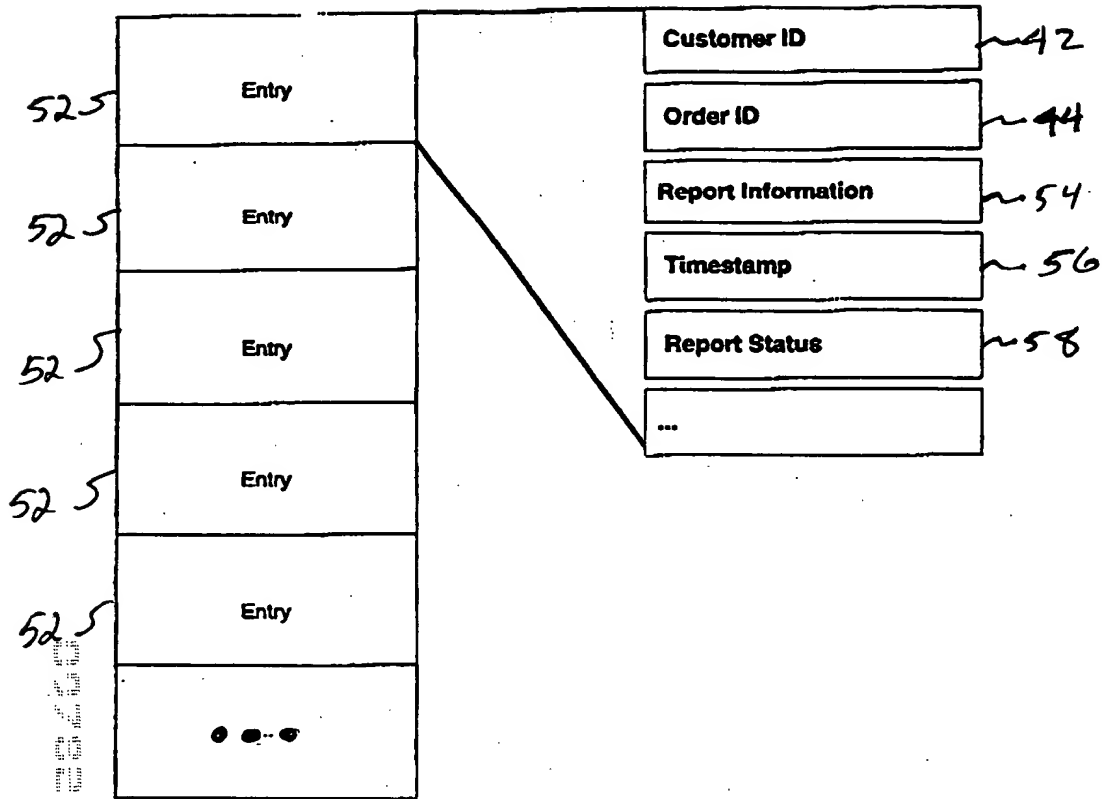 Customer ID 42
52 Entry
Order ID 44
52 Entry
Report Information 54
Timestamp 56
52 Entry
Report Status 58
...
52 Entry
52 Entry